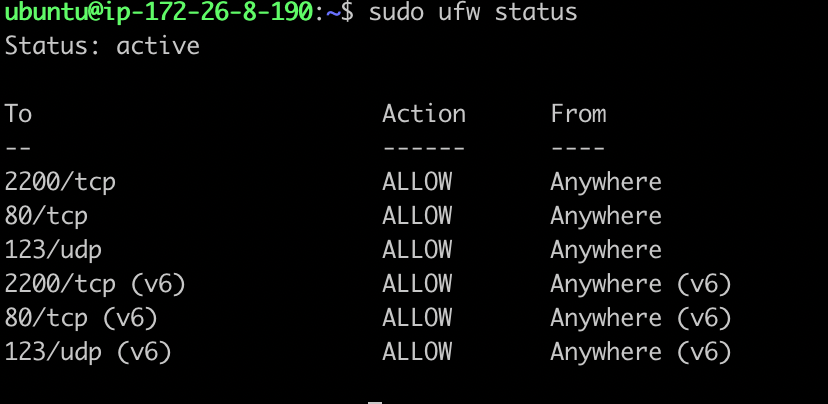 ubuntu@ip-172-26-8-190:~$ sudo ufw status
Status: active

To                         Action      From
--                         ------      ----
2200/tcp                   ALLOW       Anywhere
80/tcp                     ALLOW       Anywhere
123/udp                    ALLOW       Anywhere
2200/tcp (v6)              ALLOW       Anywhere (v6)
80/tcp (v6)                ALLOW       Anywhere (v6)
123/udp (v6)               ALLOW       Anywhere (v6)